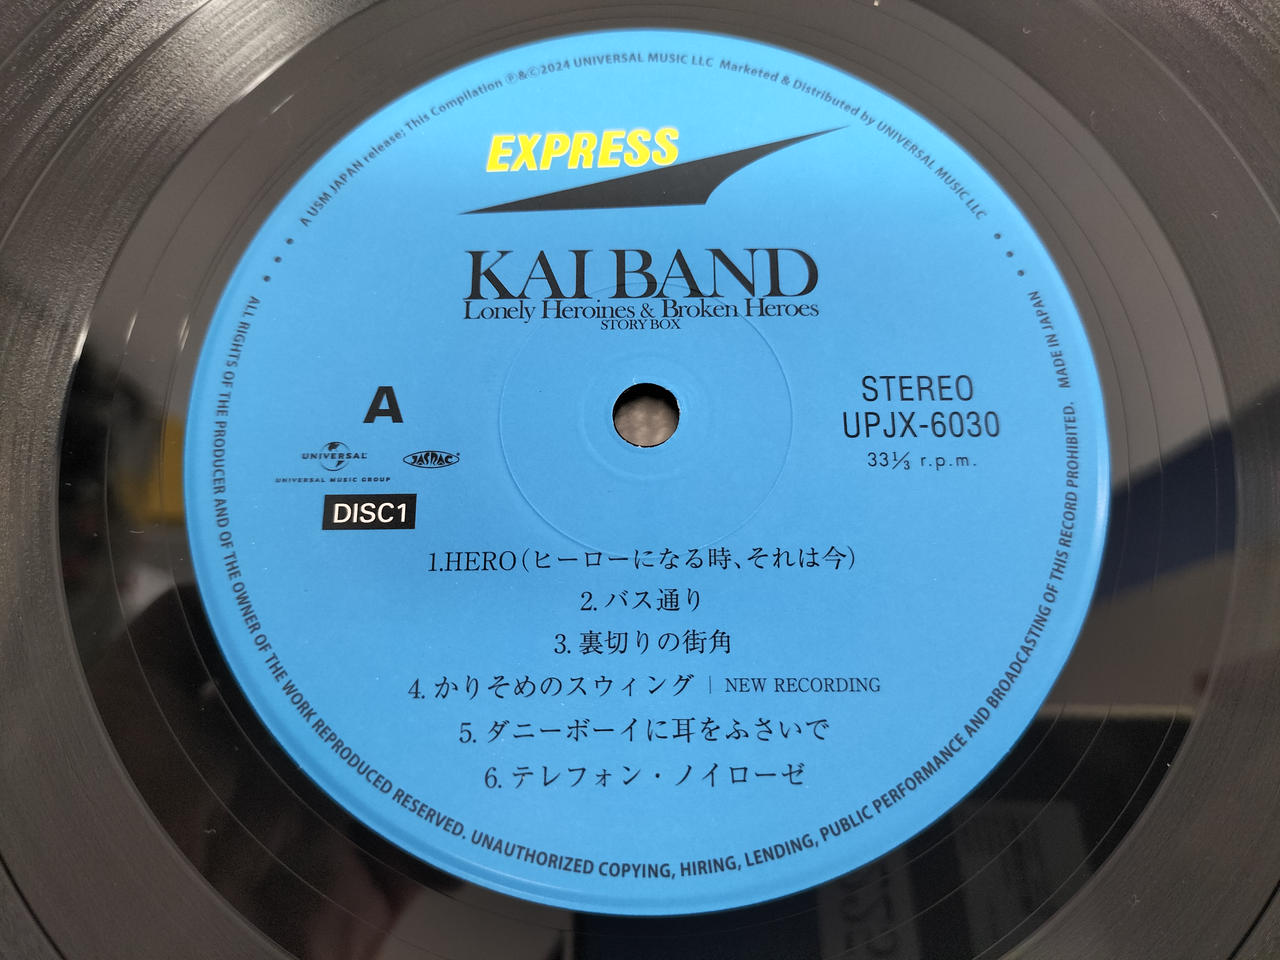 A USM JAPAN release; This Compilation Ⓟ&Ⓒ2024 UNIVERSAL MUSIC LLC Marketed & Distributed by UNIVERSAL MUSIC LLC
EXPRESS
KAI BAND
Lonely Heroines & Broken Heroes
STORY BOX
A
UNIVERSAL
UNIVERSAL MUSIC GROUP
JASRAC
DISC1
STEREO
UPJX-6030
33⅓ r.p.m.
1.HERO(ヒーローになる時、それは今)
2. バス通り
3. 裏切りの街角
4. かりそめのスウィング | NEW RECORDING
5. ダニーボーイに耳をふさいで
6. テレフォン・ノイローゼ
ALL RIGHTS OF THE PRODUCER AND OF THE OWNER OF THE WORK REPRODUCED RESERVED. UNAUTHORIZED COPYING, HIRING, LENDING, PUBLIC PERFORMANCE AND BROADCASTING OF THIS RECORD PROHIBITED. MADE IN JAPAN